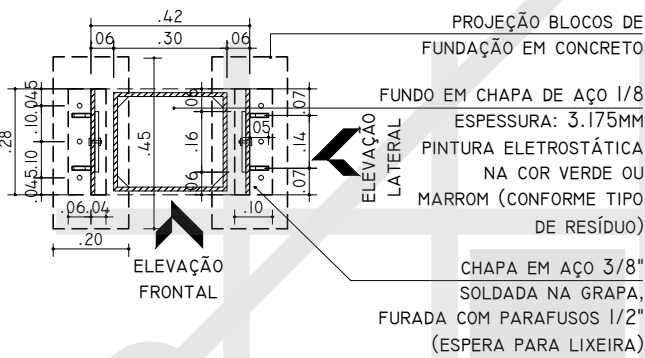 .42
.06
.30
.06
PROJEÇÃO BLOCOS DE
FUNDAÇÃO EM CONCRETO
FUNDO EM CHAPA DE AÇO 1/8
ESPESSURA: 3.175MM
PINTURA ELETROSTÁTICA
NA COR VERDE OU
MARROM (CONFORME TIPO
DE RESÍDUO)
.28
.045
.10
.10
.045
.45
.06
.16
.06
.05
.07
.14
.07
ELEVAÇÃO
LATERAL
.06
.04
.10
.20
ELEVAÇÃO
FRONTAL
CHAPA EM AÇO 3/8"
SOLDADA NA GRAPA,
FURADA COM PARAFUSOS 1/2"
(ESPERA PARA LIXEIRA)